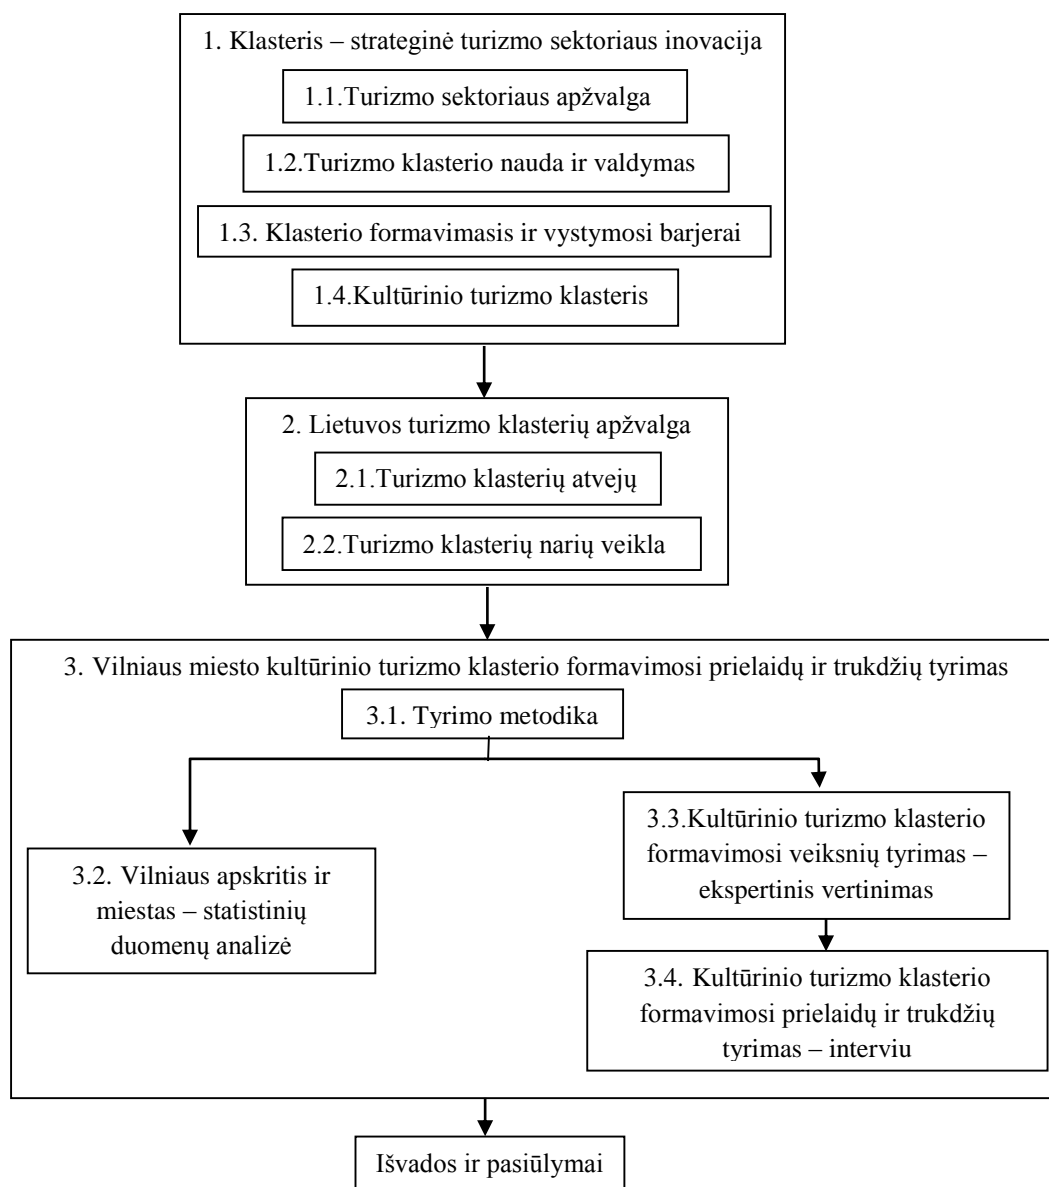 1. Klasteris – strateginė turizmo sektoriaus inovacija
1.1.Turizmo sektoriaus apžvalga
1.2.Turizmo klasterio nauda ir valdymas
1.3. Klasterio formavimasis ir vystymosi barjerai
1.4.Kultūrinio turizmo klasteris
2. Lietuvos turizmo klasterių apžvalga
2.1.Turizmo klasterių atvejų
2.2.Turizmo klasterių narių veikla
3. Vilniaus miesto kultūrinio turizmo klasterio formavimosi prielaidų ir trukdžių tyrimas
3.1. Tyrimo metodika
3.2. Vilniaus apskritis ir
miestas – statistinių
duomenų analizė
3.3.Kultūrinio turizmo klasterio
formavimosi veiksnių tyrimas –
ekspertinis vertinimas
3.4. Kultūrinio turizmo klasterio
formavimosi prielaidų ir trukdžių
tyrimas – interviu
Išvados ir pasiūlymai